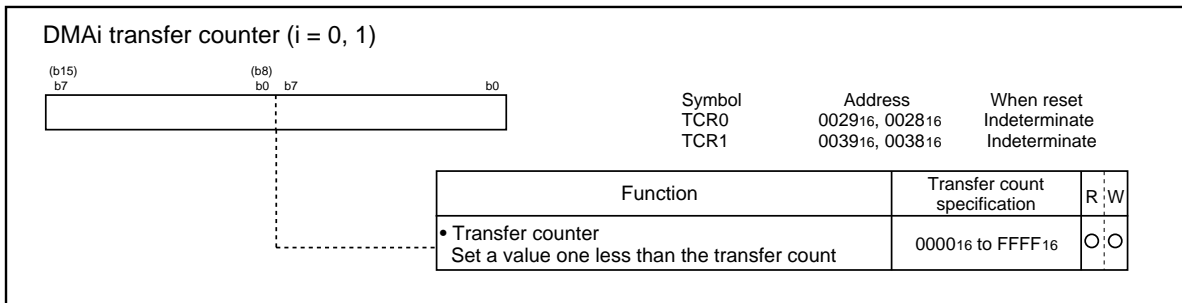 DMAi transfer counter (i = 0, 1)
(b15) (b8)
b7 b0 b7 b0
Symbol Address When reset
TCR0 002916, 002816 Indeterminate
TCR1 003916, 003816 Indeterminate
Function Transfer count specification R W
• Transfer counter
Set a value one less than the transfer count 000016 to FFFF16 O O